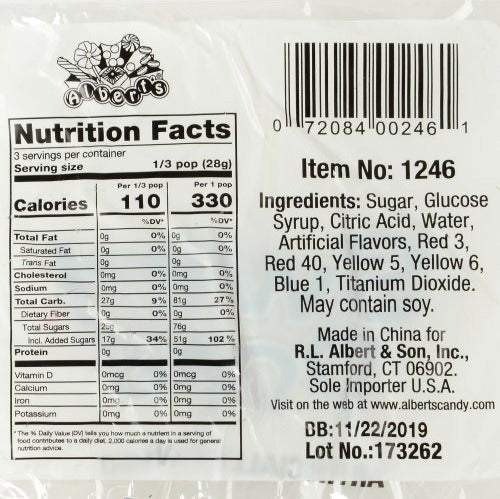 Albert's
Nutrition Facts
3 servings per container
Serving size 1/3 pop (28g)
Per 1/3 pop Per 1 pop
Calories 110 330
%DV* %DV*
Total Fat 0g 0% 0g 0%
Saturated Fat 0g 0% 0g 0%
Trans Fat 0g 0g
Cholesterol 0mg 0% 0mg 0%
Sodium 0mg 0% 0mg 0%
Total Carb. 27g 9% 81g 27%
Dietary Fiber 0g 0% 0g 0%
Total Sugars 76g
Incl. Added Sugars 17g 34% 51g 102%
Protein 0g 0g
Vitamin D 0mcg 0% 0mcg 0%
Calcium 0mg 0% 0mg 0%
Iron 0mg 0% 0mg 0%
Potassium 0mg 0% 0mg 0%
* The % Daily Value (DV) tells you how much a nutrient in a serving of
food contributes to a daily diet. 2,000 calories a day is used for general
nutrition advice.
0 72084 00246 1
Item No: 1246
Ingredients: Sugar, Glucose
Syrup, Citric Acid, Water,
Artificial Flavors, Red 3,
Red 40, Yellow 5, Yellow 6,
Blue 1, Titanium Dioxide.
May contain soy.
Made in China for
R.L. Albert & Son, Inc.,
Stamford, CT 06902.
Sole Importer U.S.A.
Visit on the web at www.albertscandy.com
BB:11/22/2019
Lot No.:173262